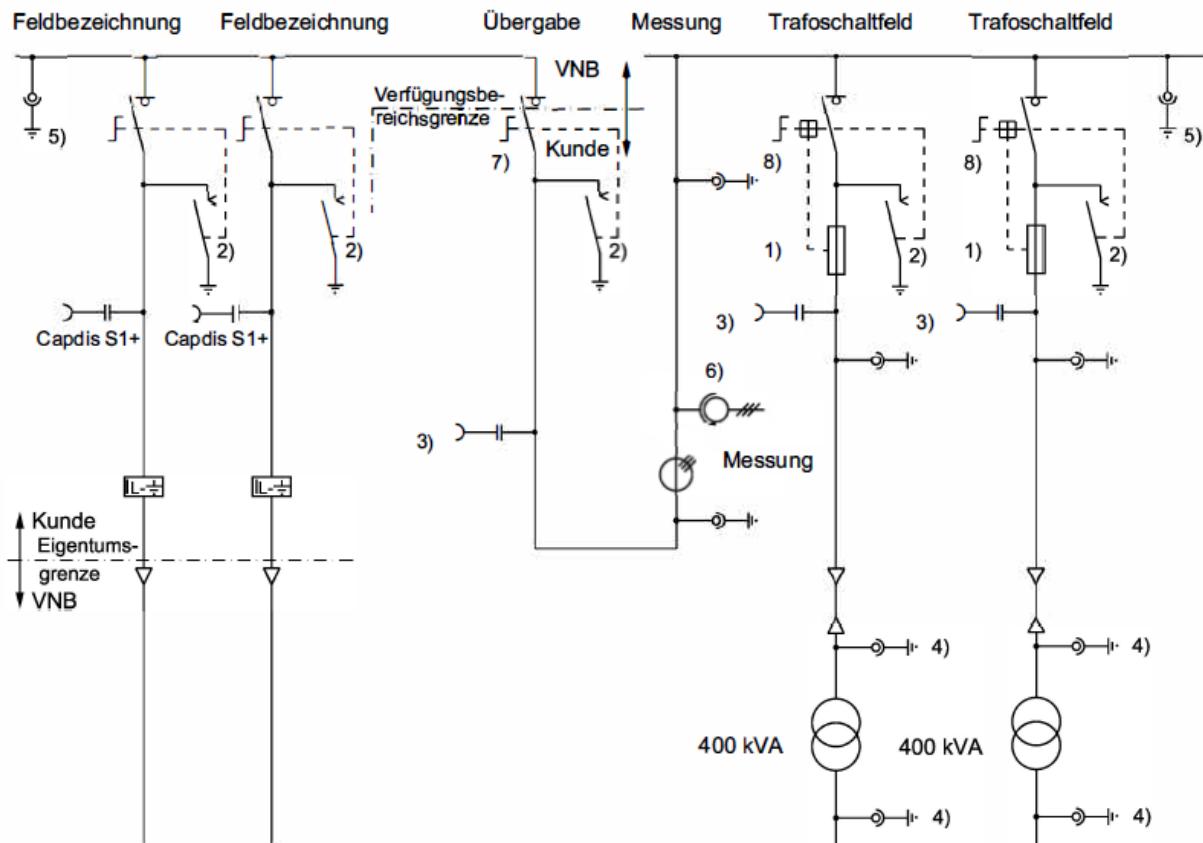 Feldbezeichnung
Feldbezeichnung
Übergabe
Messung
Trafoschaltfeld
Trafoschaltfeld
VNB
Verfügungsbe-
reichsgrenze
Kunde
5)
7)
8)
8)
5)
2)
2)
2)
1)
2)
1)
2)
Capdis S1+
Capdis S1+
3)
3)
6)
3)
Messung
IL-
IL-
Kunde
Eigentums-
grenze
VNB
4)
4)
400 kVA
400 kVA
4)
4)